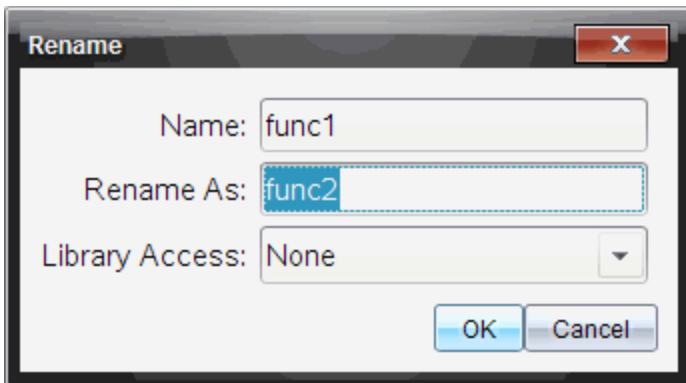 Rename
Name: func1
Rename As: func2
Library Access: None
OK Cancel